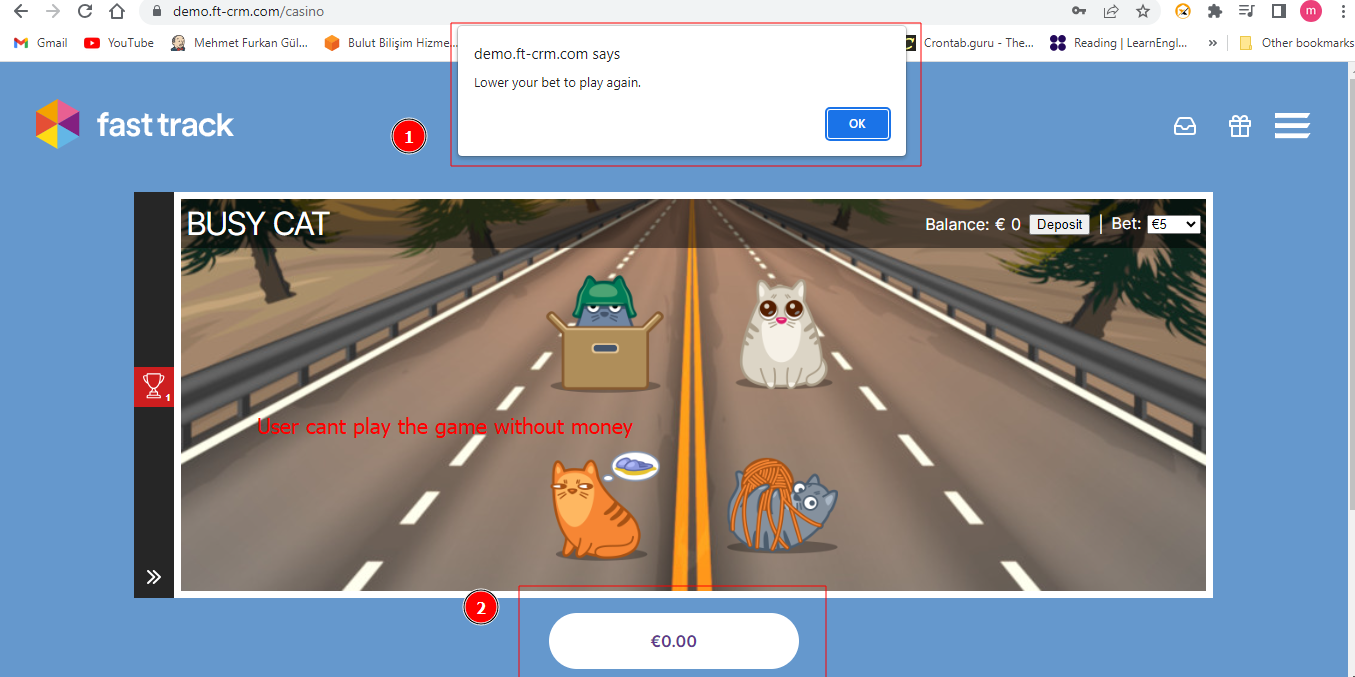 demo.ft-crm.com/casino
m
Gmail
YouTube
Mehmet Furkan Gül...
Bulut Bilişim Hizme...
Crontab.guru - The...
Reading | LearnEngl...
»
Other bookmarks
demo.ft-crm.com says
Lower your bet to play again.
OK
1
fast track
BUSY CAT
Balance: € 0
Deposit
| Bet:
€5
1
User cant play the game without money
2
€0.00